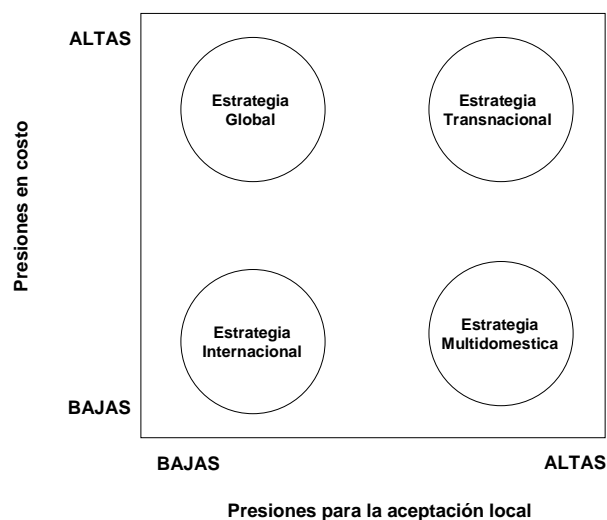 ALTAS
Estrategia
Global
Estrategia
Transnacional
Presiones en costo
Estrategia
Internacional
Estrategia
Multidomestica
BAJAS
BAJAS
ALTAS
Presiones para la aceptación local